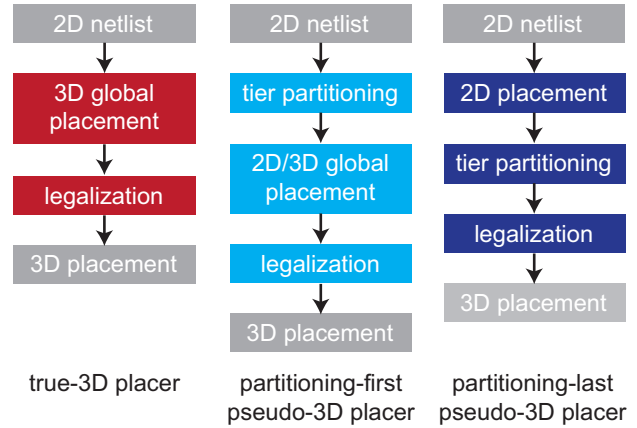 2D netlist
3D global
placement
legalization
3D placement
true-3D placer
2D netlist
tier partitioning
2D/3D global
placement
legalization
3D placement
partitioning-first
pseudo-3D placer
2D netlist
2D placement
tier partitioning
legalization
3D placement
partitioning-last
pseudo-3D placer